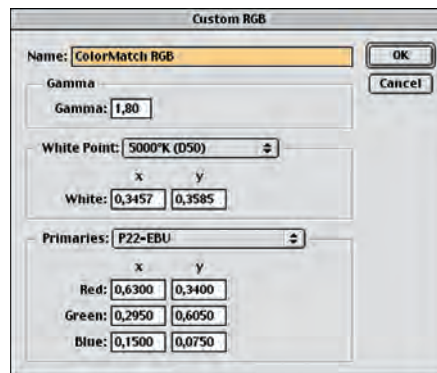 Custom RGB
Name: ColorMatch RGB
OK
Cancel
Gamma
Gamma: 1,80
White Point: 5000°K (D50)
x y
White: 0,3457 0,3585
Primaries: P22-EBU
x y
Red: 0,6300 0,3400
Green: 0,2950 0,6050
Blue: 0,1500 0,0750